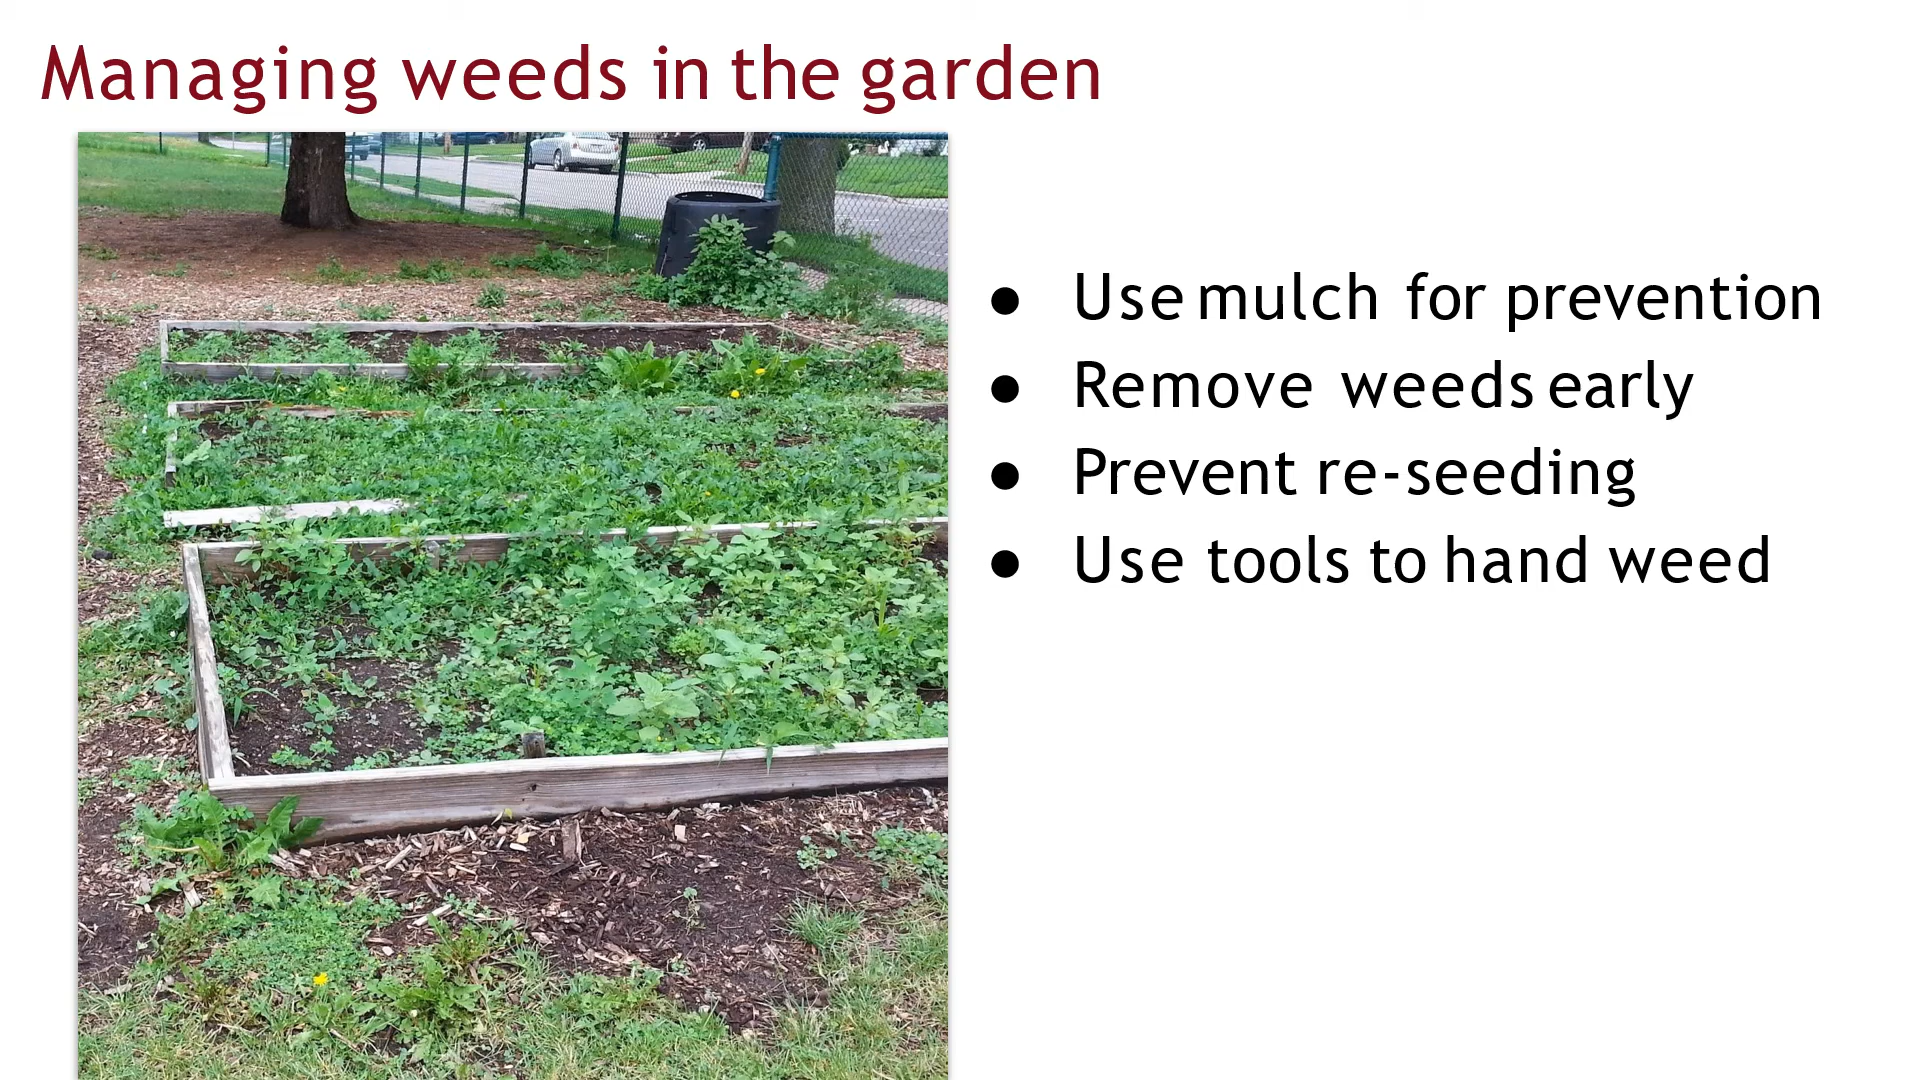 Managing weeds in the garden
● Use mulch for prevention
● Remove weeds early
● Prevent re-seeding
● Use tools to hand weed